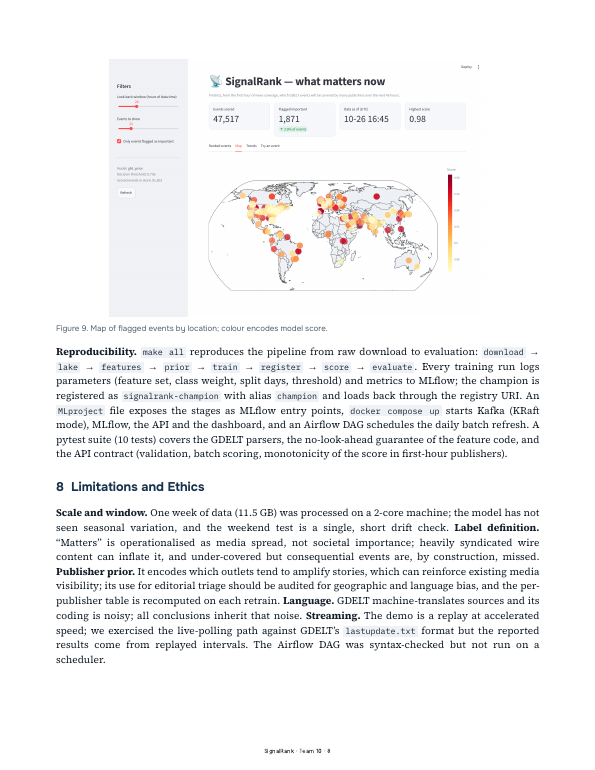 Deploy
Filters
Look-back window (hours of data time)
Events to show
Only events flagged as important
Refresh
📡 SignalRank — what matters now
Events scored
47,517
Flagged important
1,871
Data as of (UTC)
10-26 16:45
Highest score
0.98
Ranked events Map Trends Try an event
Score
Figure 9. Map of flagged events by location; colour encodes model score.
Reproducibility. make all reproduces the pipeline from raw download to evaluation: download →
lake → features → prior → train → register → score → evaluate. Every training run logs
parameters (feature set, class weight, split days, threshold) and metrics to MLflow; the champion is
registered as signalrank-champion with alias champion and loads back through the registry URI. An
MLproject file exposes the stages as MLflow entry points, docker compose up starts Kafka (KRaft
mode), MLflow, the API and the dashboard, and an Airflow DAG schedules the daily batch refresh. A
pytest suite (10 tests) covers the GDELT parsers, the no-look-ahead guarantee of the feature code, and
the API contract (validation, batch scoring, monotonicity of the score in first-hour publishers).
8 Limitations and Ethics
Scale and window. One week of data (11.5 GB) was processed on a 2-core machine; the model has not
seen seasonal variation, and the weekend test is a single, short drift check. Label definition.
“Matters” is operationalised as media spread, not societal importance; heavily syndicated wire
content can inflate it, and under-covered but consequential events are, by construction, missed.
Publisher prior. It encodes which outlets tend to amplify stories, which can reinforce existing media
visibility; its use for editorial triage should be audited for geographic and language bias, and the per-
publisher table is recomputed on each retrain. Language. GDELT machine-translates sources and its
coding is noisy; all conclusions inherit that noise. Streaming. The demo is a replay at accelerated
speed; we exercised the live-polling path against GDELT’s lastupdate.txt format but the reported
results come from replayed intervals. The Airflow DAG was syntax-checked but not run on a
scheduler.
SignalRank · Team 10 · 8